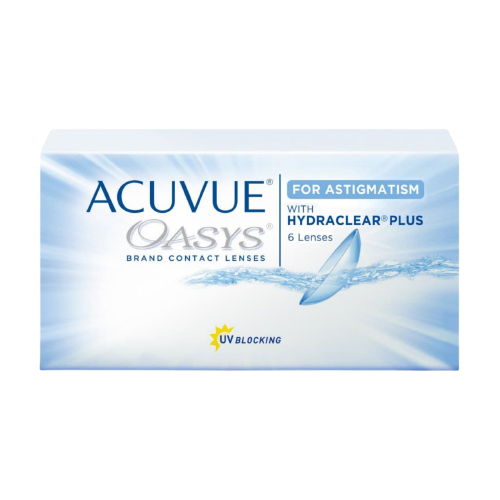 ACUVUE®
OASYS®
BRAND CONTACT LENSES
FOR ASTIGMATISM
WITH
HYDRACLEAR® PLUS
6 Lenses
UV BLOCKING